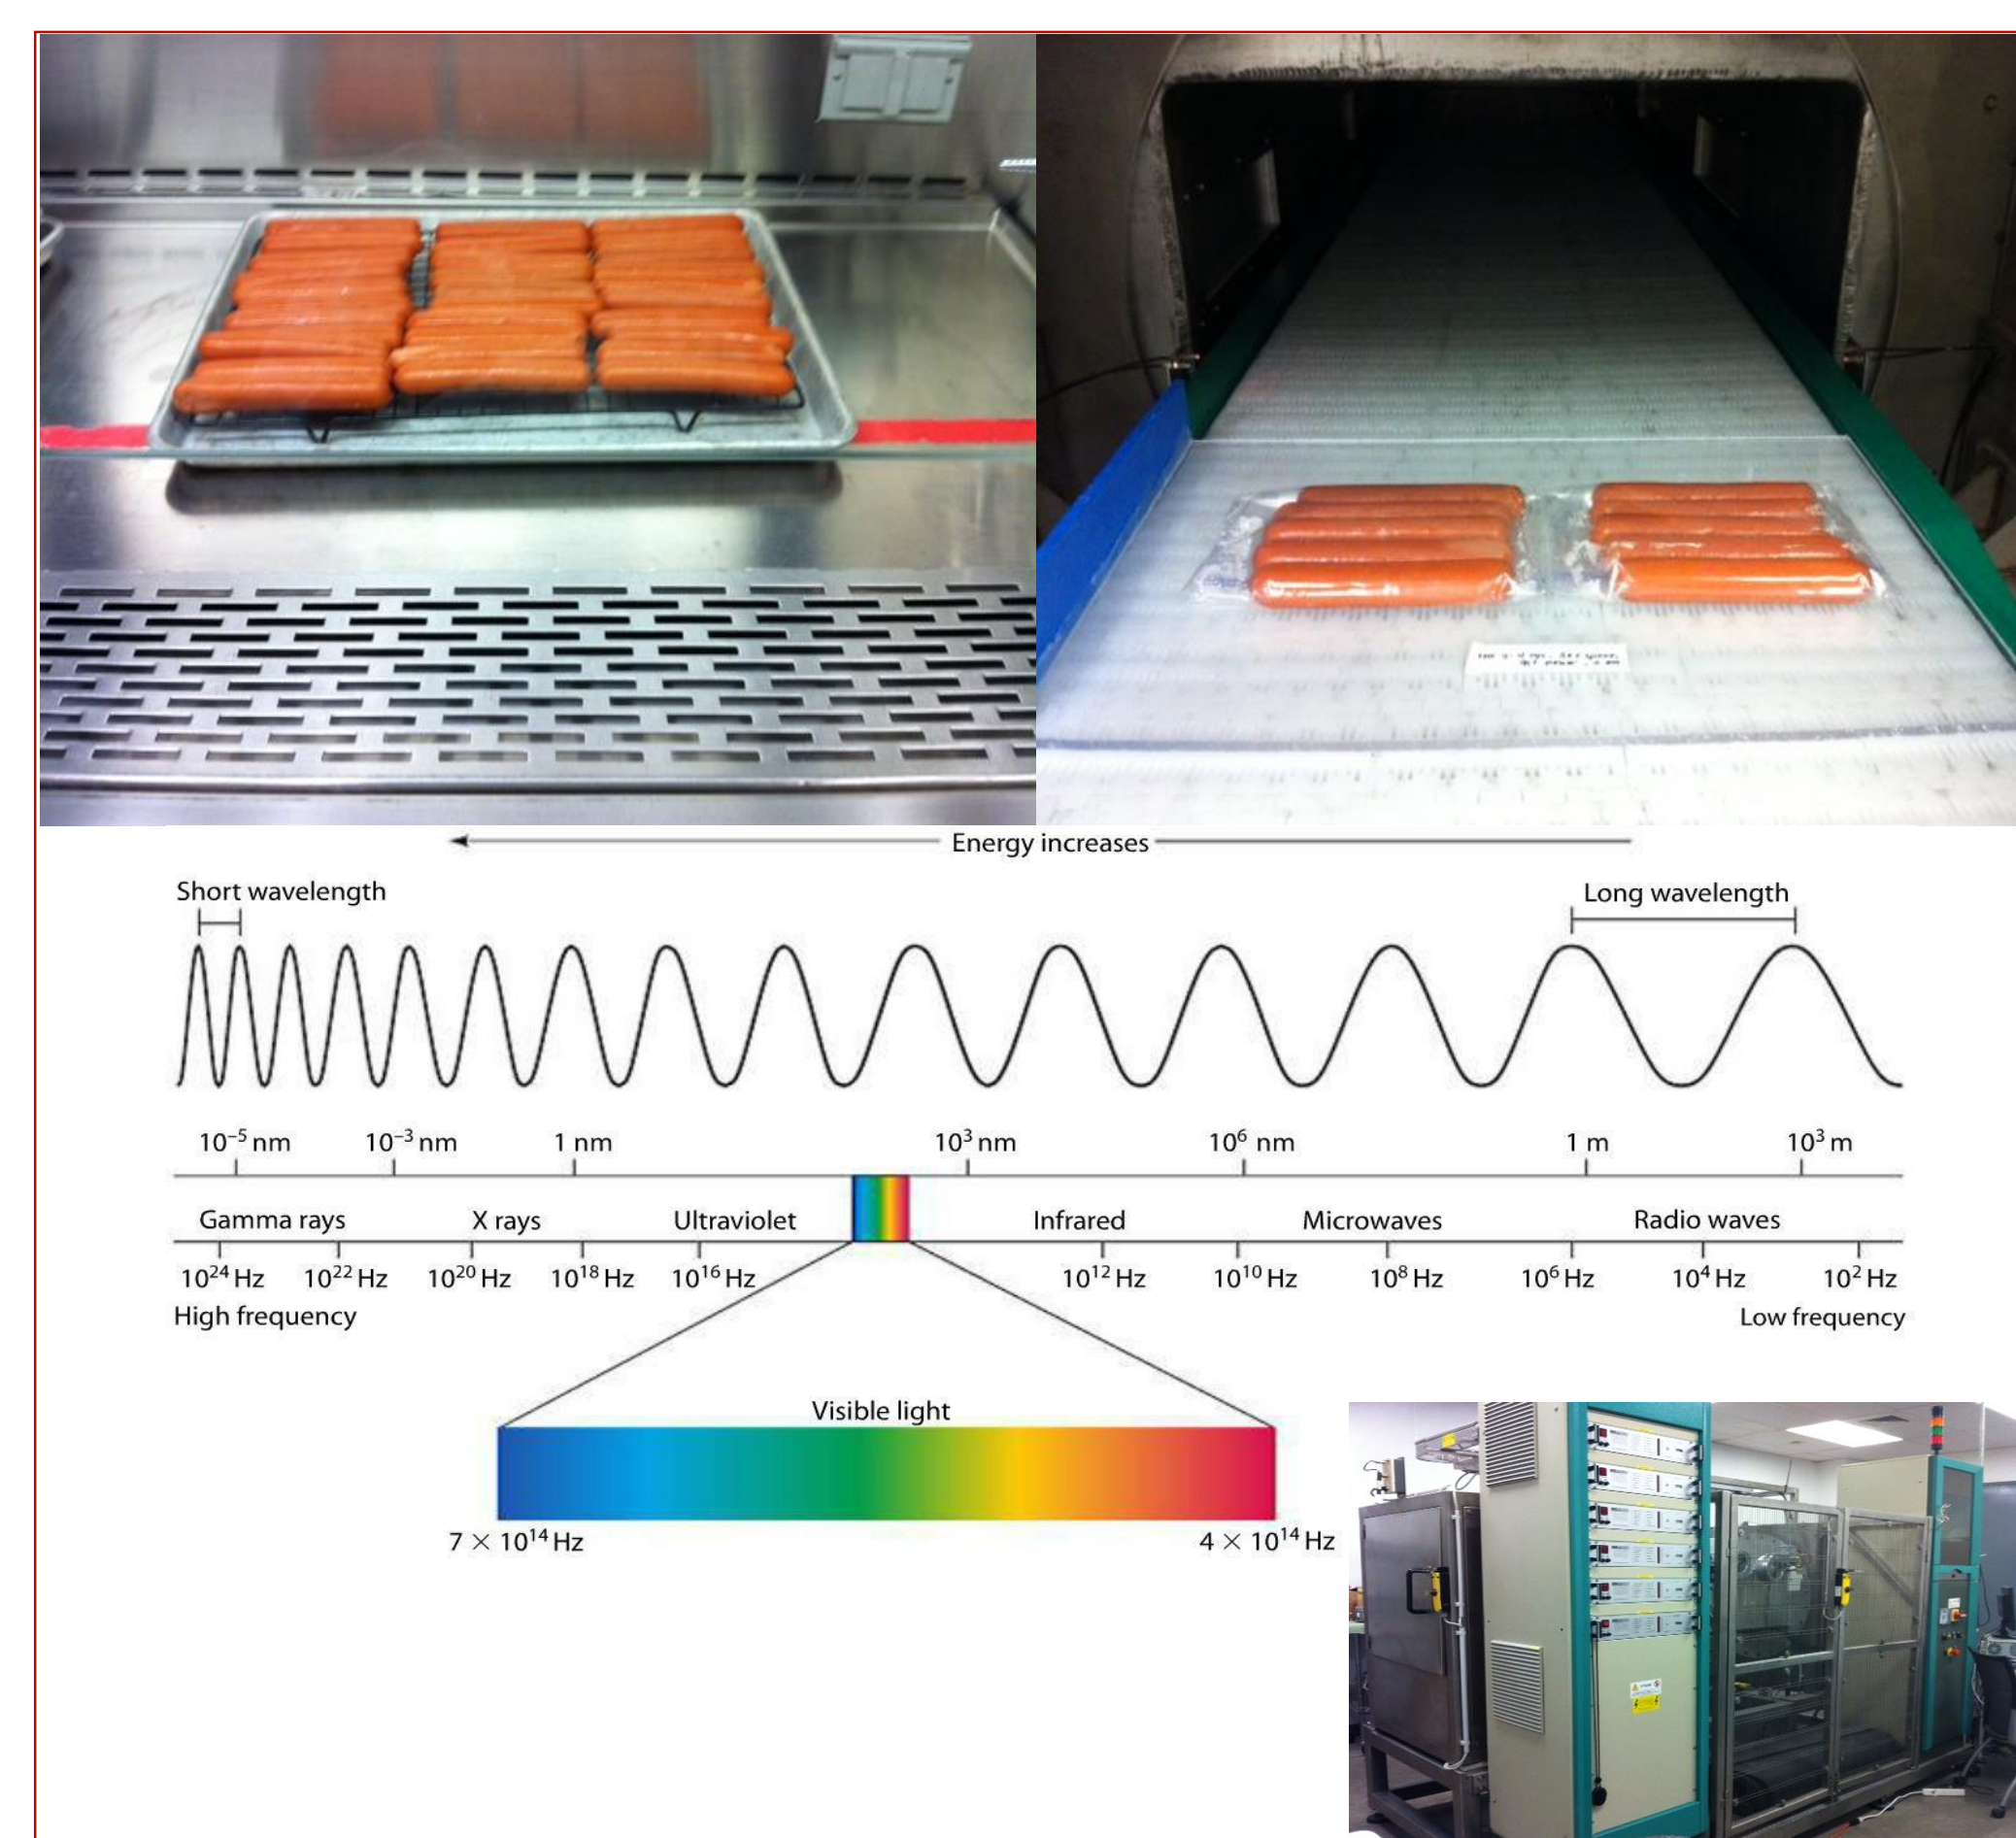 Energy increases
Short wavelength
Long wavelength
10⁻⁵ nm 10⁻³ nm 1 nm 10³ nm 10⁶ nm 1 m 10³ m
Gamma rays X rays Ultraviolet Infrared Microwaves Radio waves
10²⁴ Hz 10²² Hz 10²⁰ Hz 10¹⁸ Hz 10¹⁶ Hz 10¹² Hz 10¹⁰ Hz 10⁸ Hz 10⁶ Hz 10⁴ Hz 10² Hz
High frequency Low frequency
Visible light
7 × 10¹⁴ Hz 4 × 10¹⁴ Hz